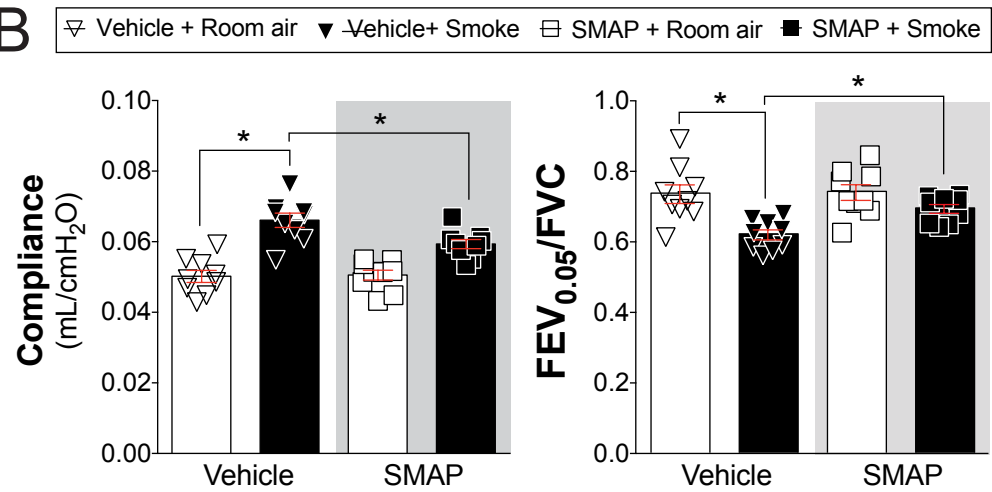 B
Vehicle + Room air Vehicle+ Smoke SMAP + Room air SMAP + Smoke
Compliance
(mL/cmH₂O)
0.10
0.08
0.06
0.04
0.02
0.00
*
*
Vehicle SMAP
FEV₀.₀₅/FVC
1.0
0.8
0.6
0.4
0.2
0.0
*
*
Vehicle SMAP